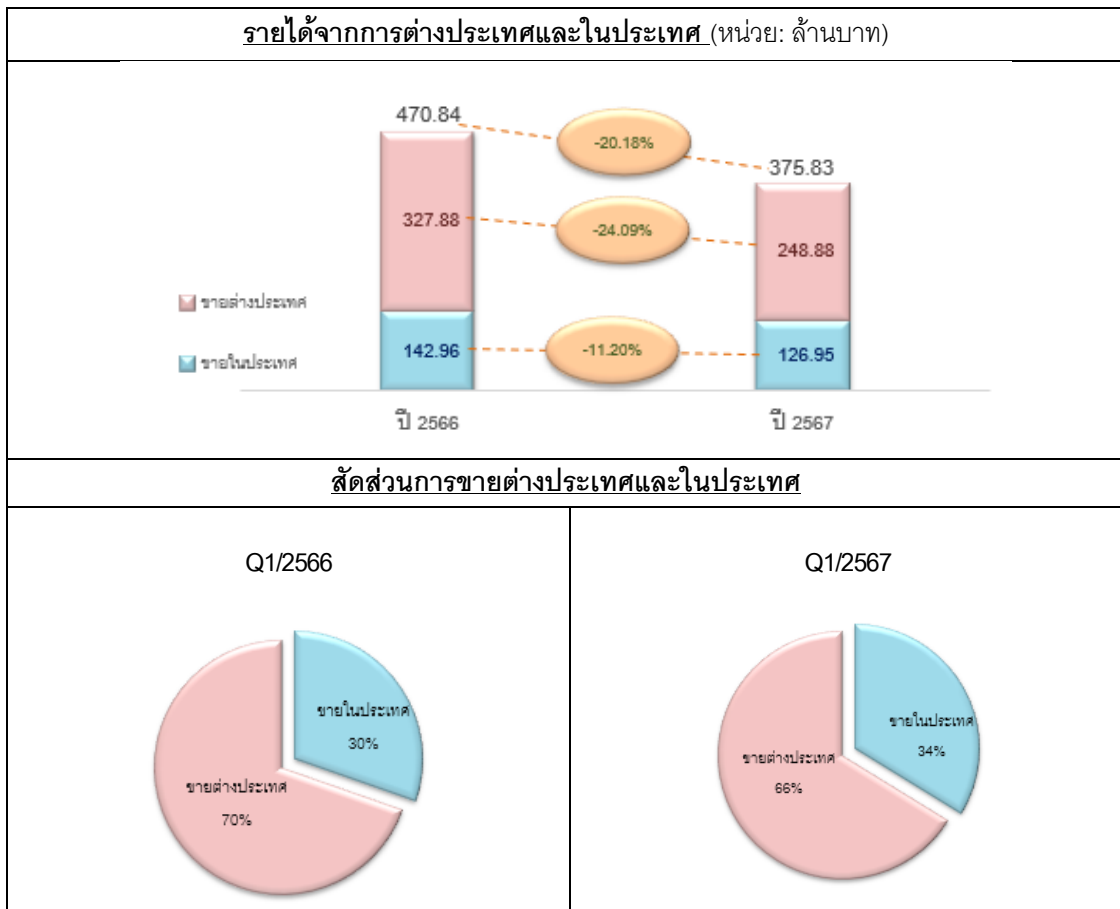 รายได้จากการต่างประเทศและในประเทศ (หน่วย: ล้านบาท)
470.84
-20.18%
375.83
327.88
-24.09%
248.88
ขายต่างประเทศ
142.96
-11.20%
126.95
ขายในประเทศ
ปี 2566
ปี 2567
สัดส่วนการขายต่างประเทศและในประเทศ
Q1/2566
ขายในประเทศ
30%
ขายต่างประเทศ
70%
Q1/2567
ขายในประเทศ
34%
ขายต่างประเทศ
66%